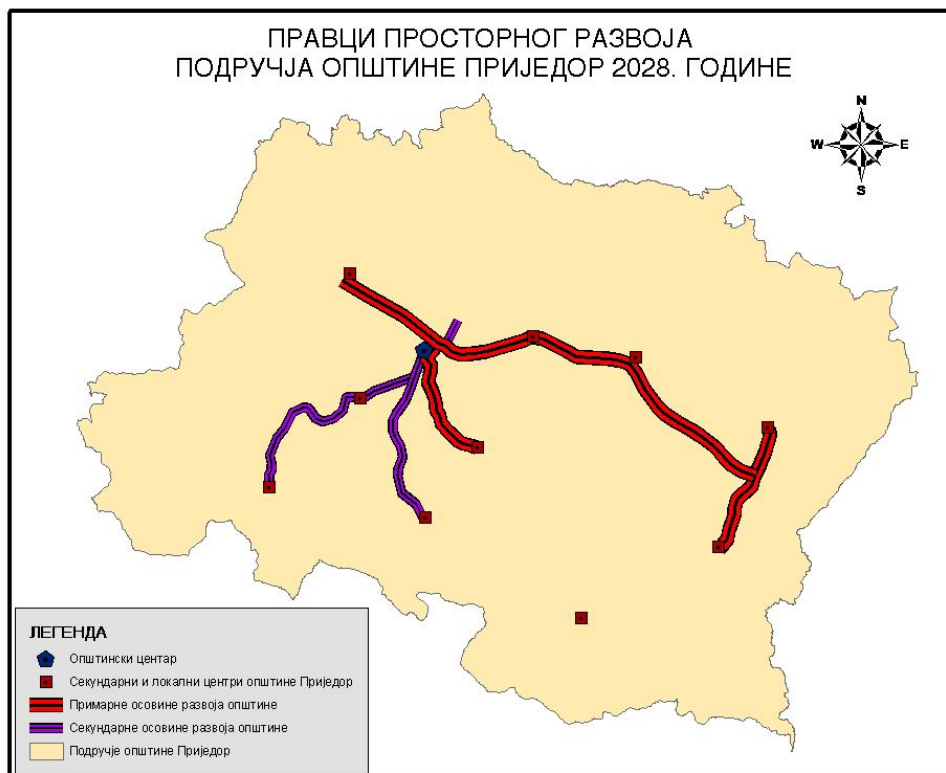 ПРАВЦИ ПРОСТОРНОГ РАЗВОЈА
ПОДРУЧЈА ОПШТИНЕ ПРИЈЕДОР 2028. ГОДИНЕ
N
W E
S
ЛЕГЕНДА
Општински центар
Секундарни и локални центри општине Приједор
Примарне осовине развоја општине
Секундарне осовине развоја општине
Подручје општине Приједор